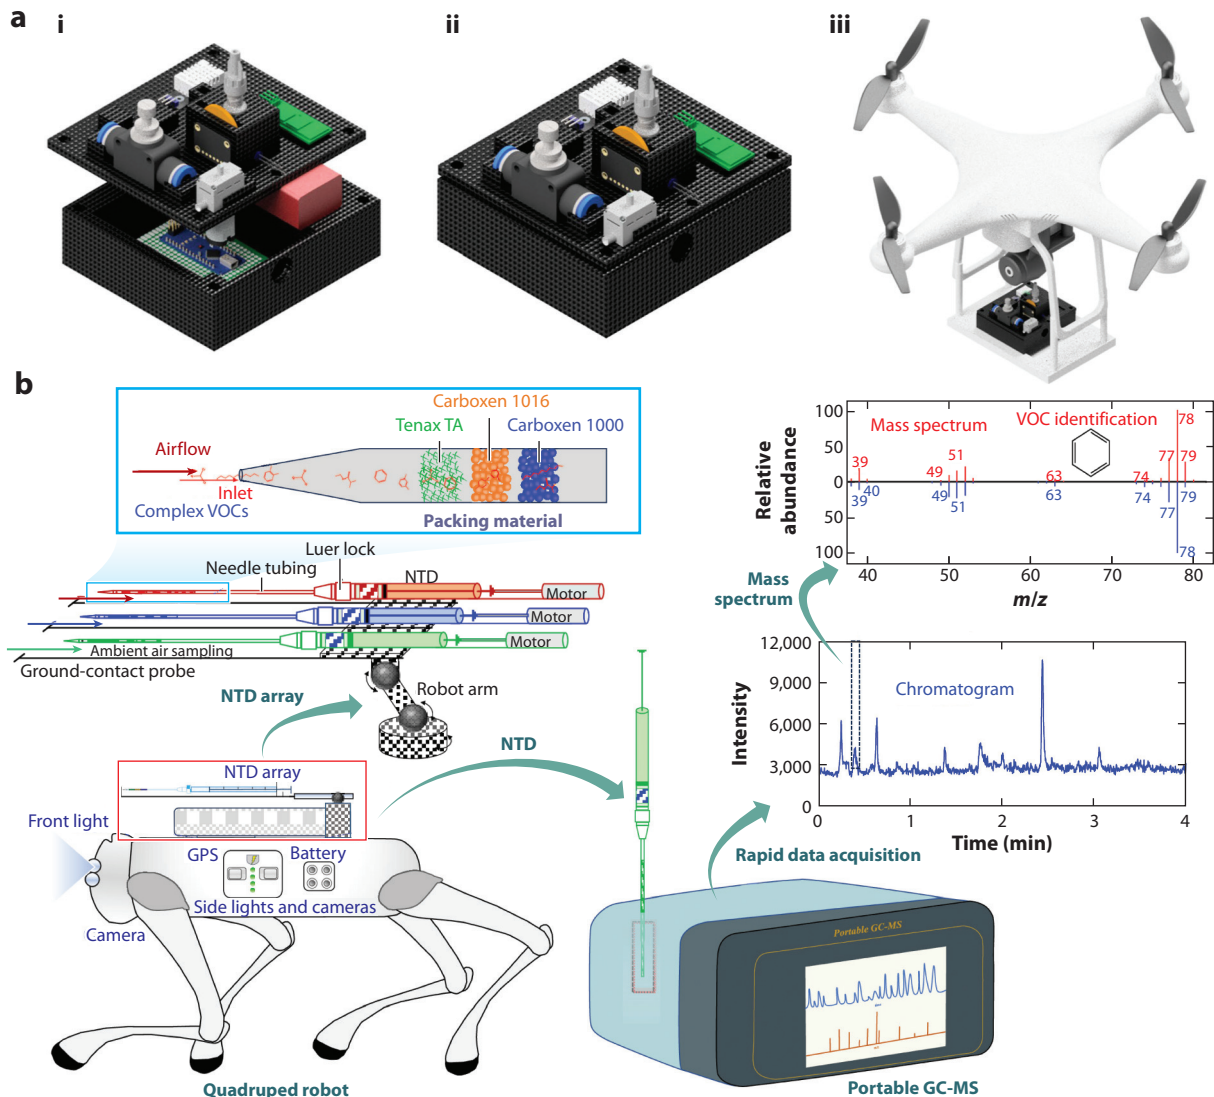 a
i
ii
iii
b
Carboxen 1016
Tenax TA
Carboxen 1000
Airflow
Inlet
Complex VOCs
Packing material
Luer lock
Needle tubing
NTD
Motor
Motor
Motor
Ambient air sampling
Ground-contact probe
Robot arm
NTD array
NTD
NTD array
Front light
GPS
Battery
Side lights and cameras
Camera
Quadruped robot
Relative
abundance
100
50
0
50
100
Mass spectrum
VOC identification
39
49
51
63
74
77
78
79
39
40
49
51
63
74
77
78
79
40
50
60
70
80
m/z
Mass
spectrum
Intensity
12,000
9,000
6,000
3,000
0
Chromatogram
0
1
2
3
4
Time (min)
Rapid data acquisition
Portable GC-MS
Portable GC-MS